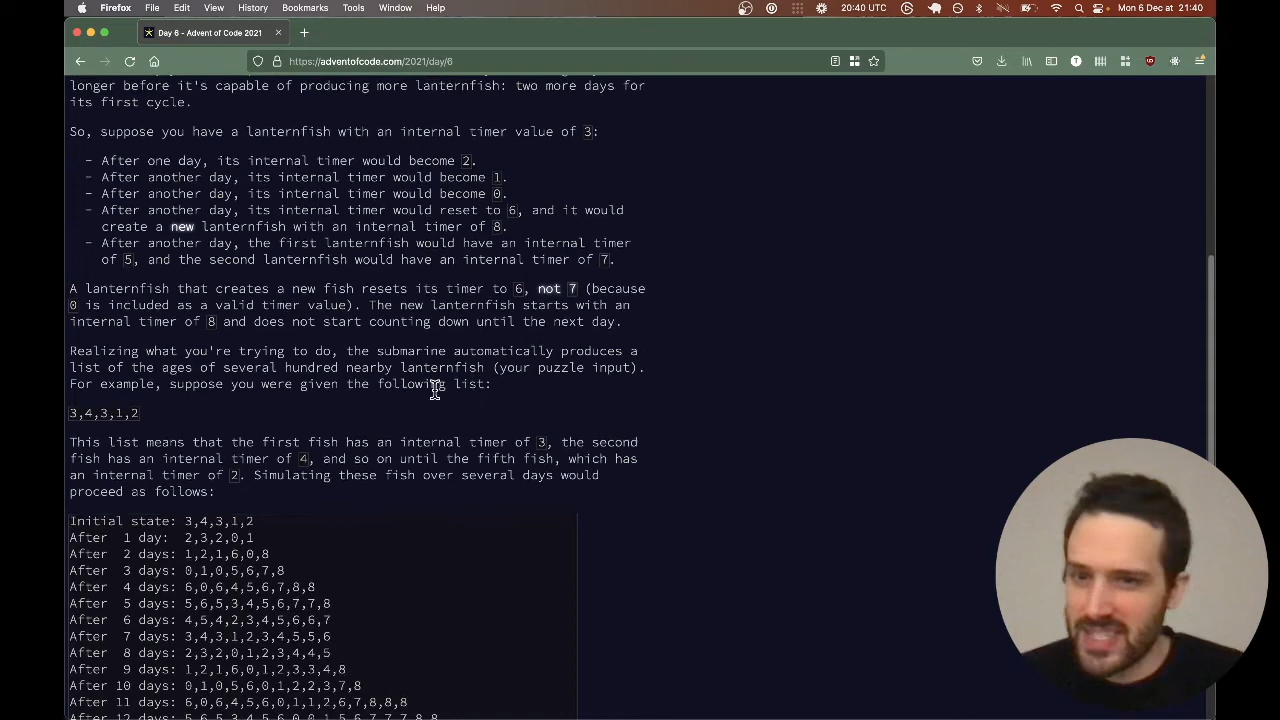 Firefox File Edit View History Bookmarks Tools Window Help 20:40 UTC Mon 6 Dec at 21:40
Day 6 - Advent of Code 2021
https://adventofcode.com/2021/day/6
longer before it's capable of producing more lanternfish: two more days for
its first cycle.
So, suppose you have a lanternfish with an internal timer value of 3:
- After one day, its internal timer would become 2.
- After another day, its internal timer would become 1.
- After another day, its internal timer would become 0.
- After another day, its internal timer would reset to 6, and it would
create a new lanternfish with an internal timer of 8.
- After another day, the first lanternfish would have an internal timer
of 5, and the second lanternfish would have an internal timer of 7.
A lanternfish that creates a new fish resets its timer to 6, not 7 (because
0 is included as a valid timer value). The new lanternfish starts with an
internal timer of 8 and does not start counting down until the next day.
Realizing what you're trying to do, the submarine automatically produces a
list of the ages of several hundred nearby lanternfish (your puzzle input).
For example, suppose you were given the following list:
3,4,3,1,2
This list means that the first fish has an internal timer of 3, the second
fish has an internal timer of 4, and so on until the fifth fish, which has
an internal timer of 2. Simulating these fish over several days would
proceed as follows:
Initial state: 3,4,3,1,2
After  1 day:  2,3,2,0,1
After  2 days: 1,2,1,6,0,8
After  3 days: 0,1,0,5,6,7,8
After  4 days: 6,0,6,4,5,6,7,8,8
After  5 days: 5,6,5,3,4,5,6,7,7,8
After  6 days: 4,5,4,2,3,4,5,6,6,7
After  7 days: 3,4,3,1,2,3,4,5,5,6
After  8 days: 2,3,2,0,1,2,3,4,4,5
After  9 days: 1,2,1,6,0,1,2,3,3,4,8
After 10 days: 0,1,0,5,6,0,1,2,2,3,7,8
After 11 days: 6,0,6,4,5,6,0,1,1,2,6,7,8,8,8
After 12 days: 5,6,5,3,4,5,6,0,0,1,5,6,7,7,7,8,8